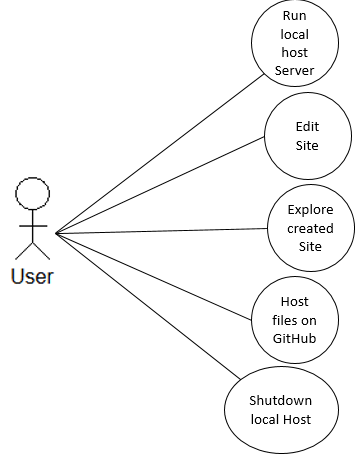 Run
local
host
Server
Edit
Site
Explore
created
Site
User
Host
files on
GitHub
Shutdown
local Host